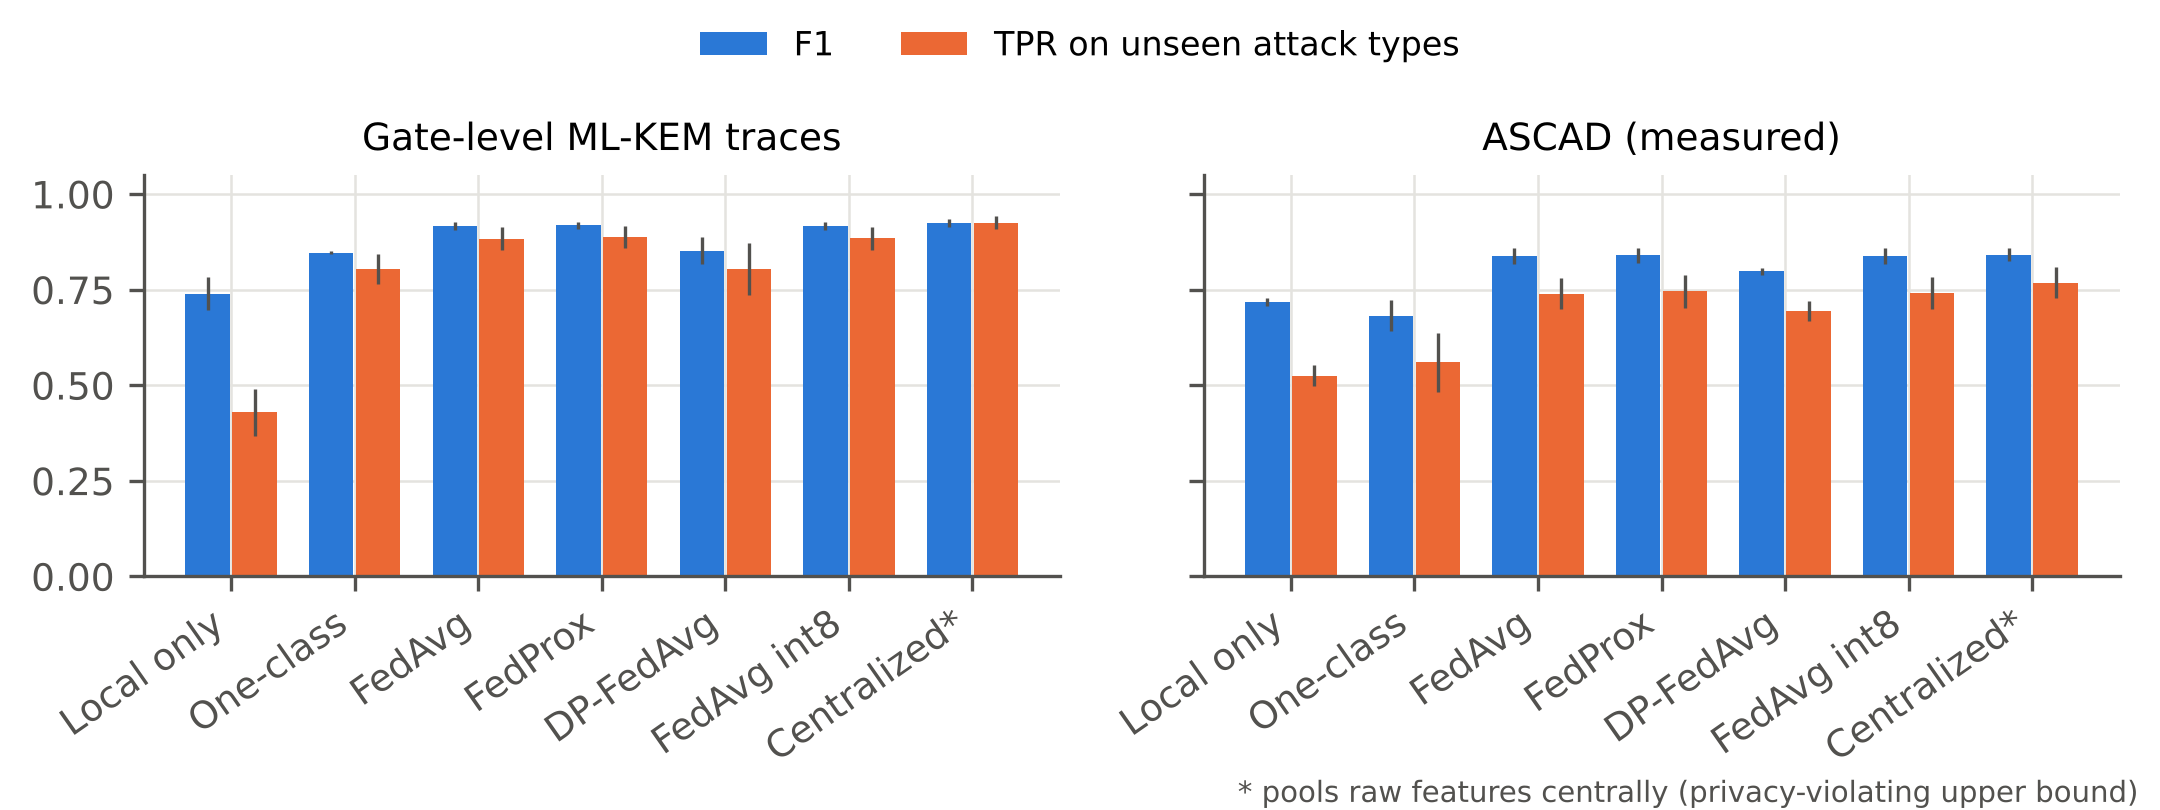 F1 TPR on unseen attack types
Gate-level ML-KEM traces
ASCAD (measured)
1.00
0.75
0.50
0.25
0.00
Local only
One-class
FedAvg
FedProx
DP-FedAvg
FedAvg int8
Centralized*
Local only
One-class
FedAvg
FedProx
DP-FedAvg
FedAvg int8
Centralized*
* pools raw features centrally (privacy-violating upper bound)